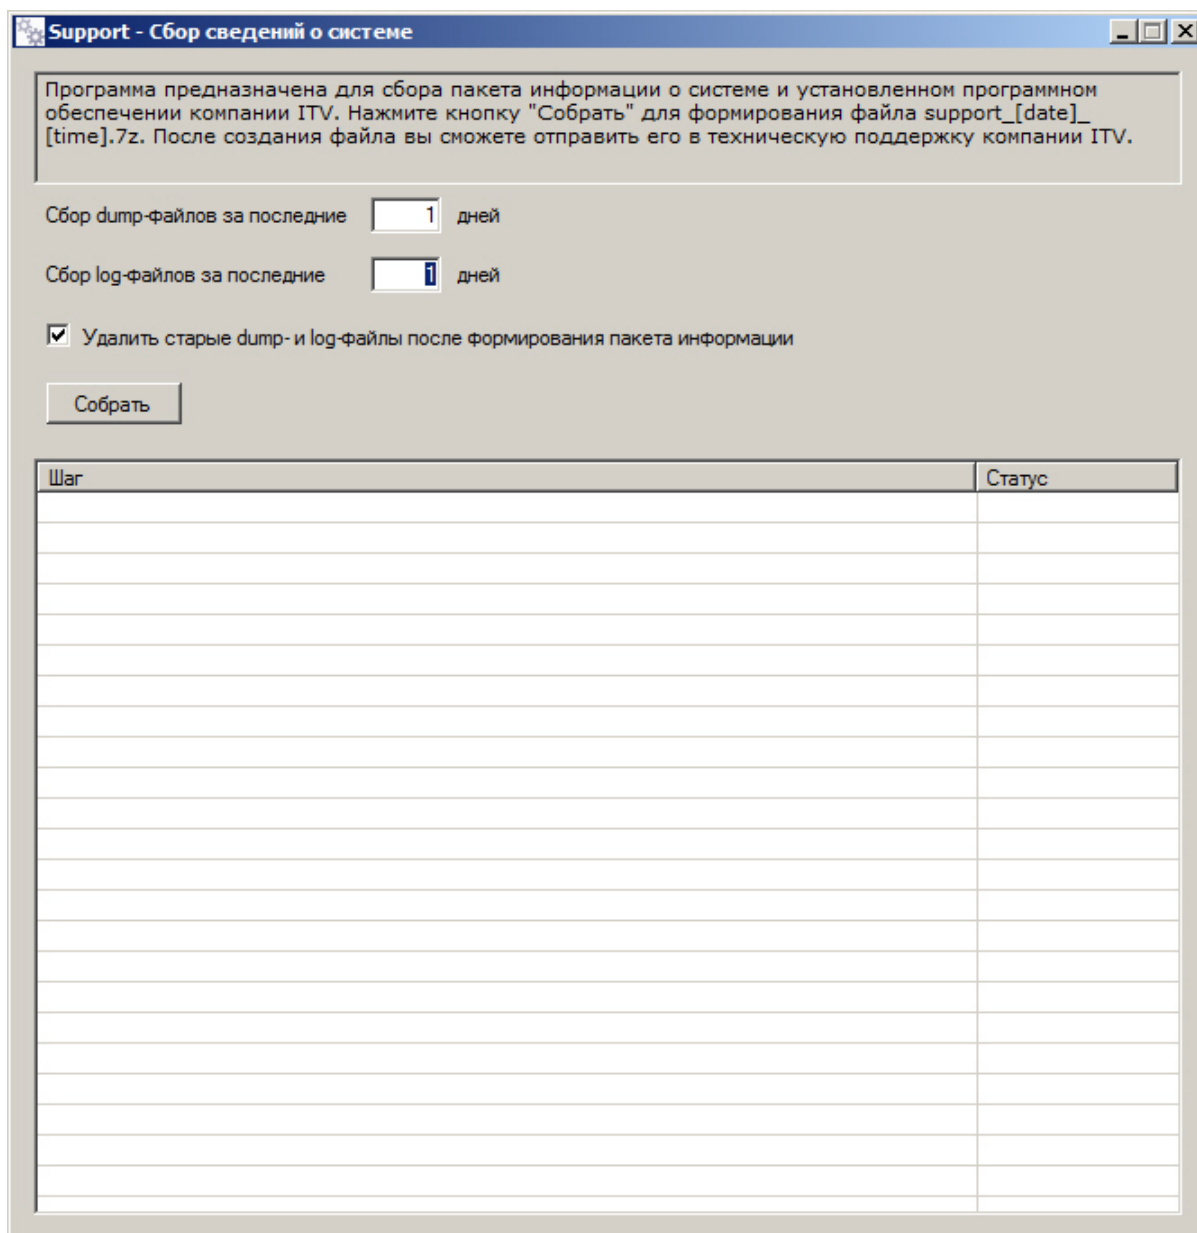 Support - Сбор сведений о системе
Программа предназначена для сбора пакета информации о системе и установленном программном
обеспечении компании ITV. Нажмите кнопку "Собрать" для формирования файла support_[date]_
[time].7z. После создания файла вы сможете отправить его в техническую поддержку компании ITV.
Сбор dump-файлов за последние 1 дней
Сбор log-файлов за последние 1 дней
Удалить старые dump- и log-файлы после формирования пакета информации
Собрать
Шаг Статус